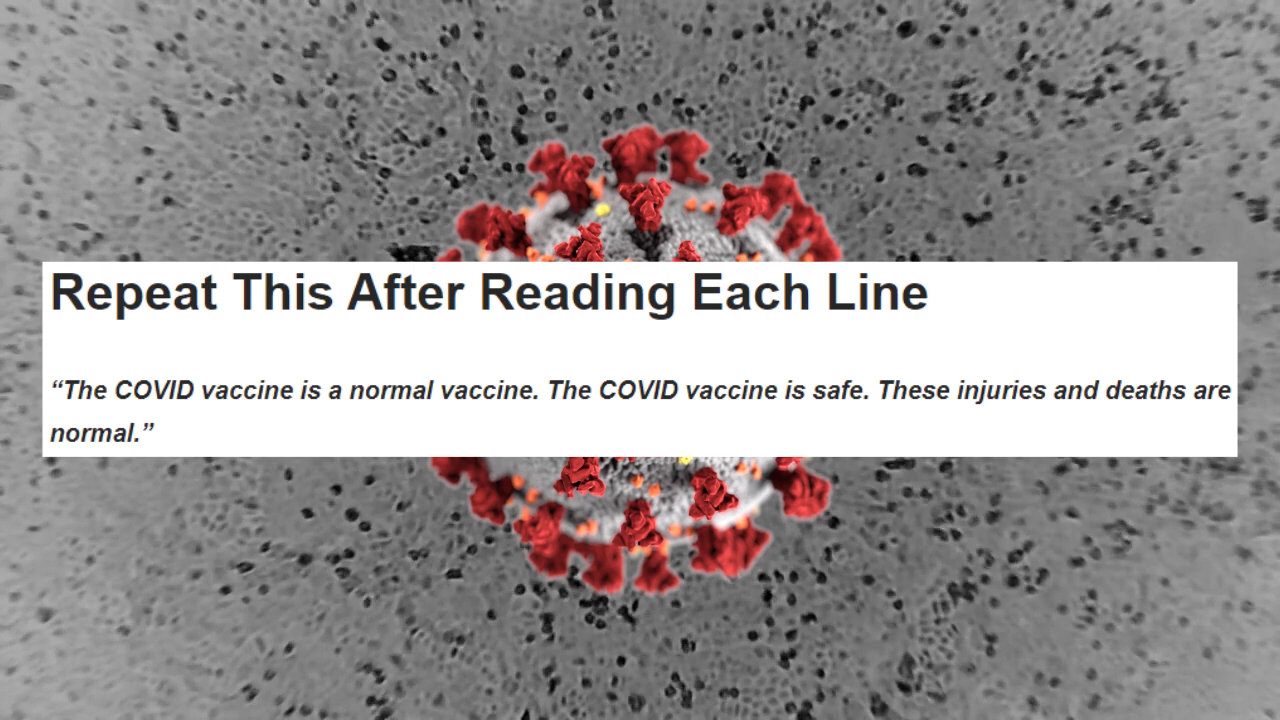 Repeat This After Reading Each Line
“The COVID vaccine is a normal vaccine. The COVID vaccine is safe. These injuries and deaths are
normal.”